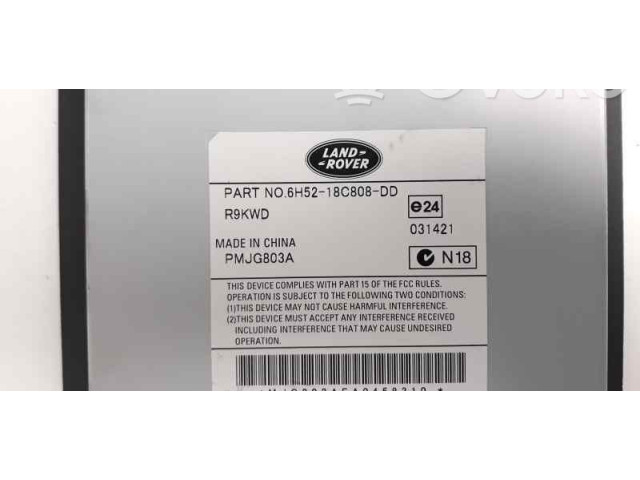 LAND-
-ROVER
PART NO.6H52-18C808-DD
R9KWD
e24
031421
MADE IN CHINA
PMJG803A
N18
THIS DEVICE COMPLIES WITH PART 15 OF THE FCC RULES.
OPERATION IS SUBJECT TO THE FOLLOWING TWO CONDITIONS:
(1)THIS DEVICE MAY NOT CAUSE HARMFUL INTERFERENCE.
(2)THIS DEVICE MUST ACCEPT ANY INTERFERENCE RECEIVED
INCLUDING INTERFERENCE THAT MAY CAUSE UNDESIRED
OPERATION.